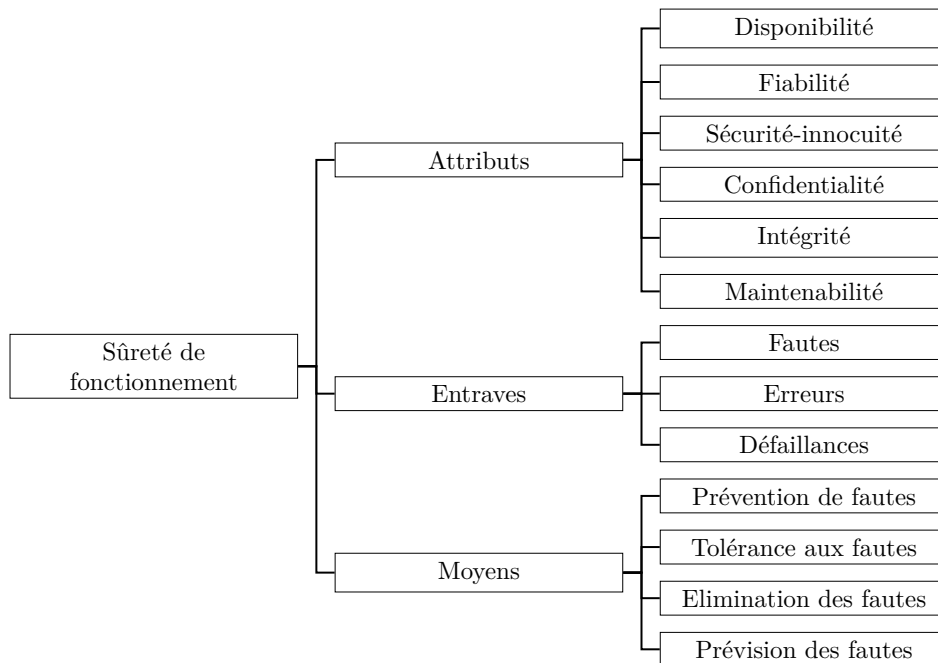 Disponibilité
Fiabilité
Sécurité-innocuité
Attributs
Confidentialité
Intégrité
Maintenabilité
Sûreté de
fonctionnement
Fautes
Entraves
Erreurs
Défaillances
Prévention de fautes
Tolérance aux fautes
Moyens
Elimination des fautes
Prévision des fautes